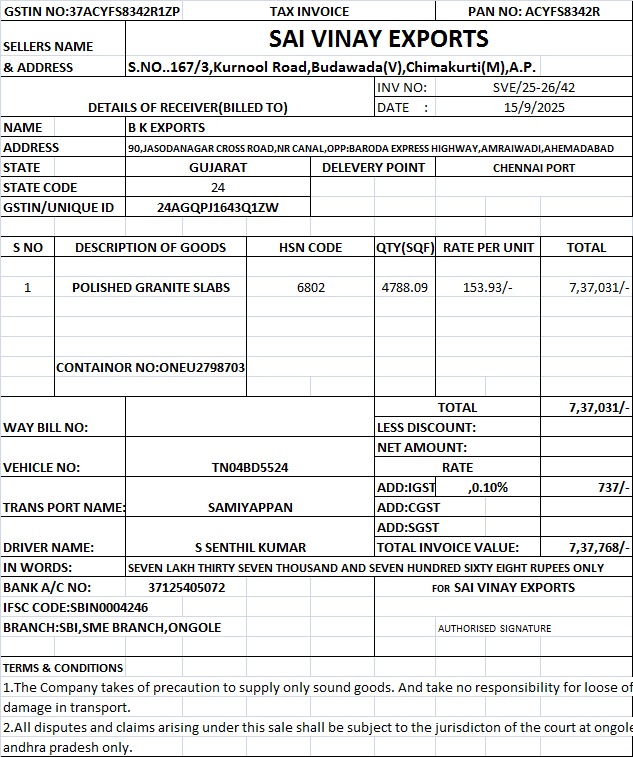 GSTIN NO:37ACYFS8342R1ZP TAX INVOICE PAN NO: ACYFS8342R
SELLERS NAME SAI VINAY EXPORTS
& ADDRESS S.NO..167/3,Kurnool Road,Budawada(V),Chimakurti(M),A.P.
INV NO: SVE/25-26/42
DETAILS OF RECEIVER(BILLED TO) DATE : 15/9/2025
NAME B K EXPORTS
ADDRESS 90,JASODANAGAR CROSS ROAD,NR CANAL,OPP:BARODA EXPRESS HIGHWAY,AMRAIWADI,AHEMADABAD
STATE GUJARAT DELEVERY POINT CHENNAI PORT
STATE CODE 24
GSTIN/UNIQUE ID 24AGQPJ1643Q1ZW
S NO DESCRIPTION OF GOODS HSN CODE QTY(SQF) RATE PER UNIT TOTAL
1 POLISHED GRANITE SLABS 6802 4788.09 153.93/- 7,37,031/-
CONTAINOR NO:ONEU2798703
TOTAL 7,37,031/-
WAY BILL NO: LESS DISCOUNT:
NET AMOUNT:
VEHICLE NO: TN04BD5524 RATE
ADD:IGST ,0.10% 737/-
TRANS PORT NAME: SAMIYAPPAN ADD:CGST
ADD:SGST
DRIVER NAME: S SENTHIL KUMAR TOTAL INVOICE VALUE: 7,37,768/-
IN WORDS: SEVEN LAKH THIRTY SEVEN THOUSAND AND SEVEN HUNDRED SIXTY EIGHT RUPEES ONLY
BANK A/C NO: 37125405072 FOR SAI VINAY EXPORTS
IFSC CODE:SBIN0004246
BRANCH:SBI,SME BRANCH,ONGOLE AUTHORISED SIGNATURE
TERMS & CONDITIONS
1.The Company takes of precaution to supply only sound goods. And take no responsibility for loose of
damage in transport.
2.All disputes and claims arising under this sale shall be subject to the jurisdicton of the court at ongole
andhra pradesh only.